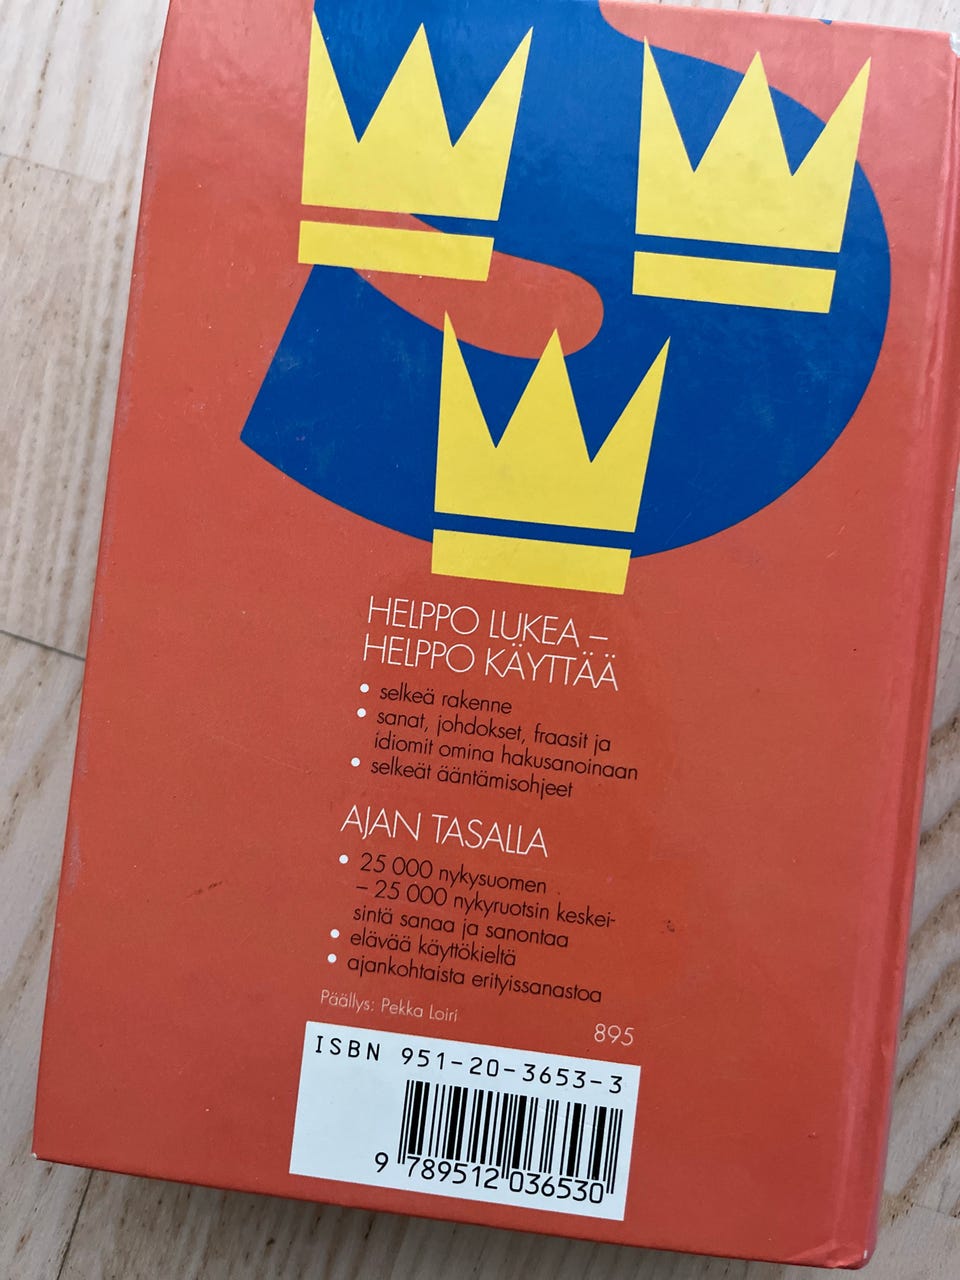 HELPPO LUKEA –
HELPPO KÄYTTÄÄ
• selkeä rakenne
• sanat, johdokset, fraasit ja
idiomit omina hakusanoinaan
• selkeät ääntämisohjeet
AJAN TASALLA
• 25 000 nykysuomen
– 25 000 nykyruotsin keskei-
sintä sanaa ja sanontaa
• elävää käyttökieltä
• ajankohtaista erityissanastoa
Päällys: Pekka Loiri
895
ISBN 951-20-3653-3
9 789512 036530